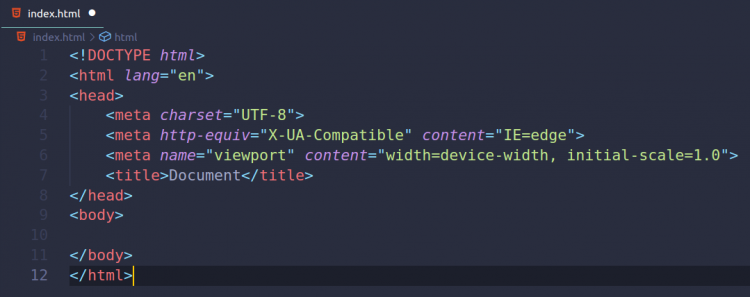 index.html
index.html > html
1 <!DOCTYPE html>
2 <html lang="en">
3 <head>
4     <meta charset="UTF-8">
5     <meta http-equiv="X-UA-Compatible" content="IE=edge">
6     <meta name="viewport" content="width=device-width, initial-scale=1.0">
7     <title>Document</title>
8 </head>
9 <body>
10
11 </body>
12 </html>